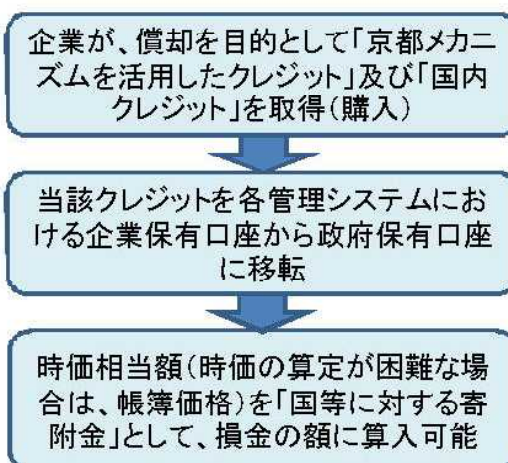 企業が、償却を目的として「京都メカニ
ズムを活用したクレジット」及び「国内
クレジット」を取得(購入)
当該クレジットを各管理システムにお
ける企業保有口座から政府保有口座
に移転
時価相当額(時価の算定が困難な場
合は、帳簿価格)を「国等に対する寄
附金」として、損金の額に算入可能